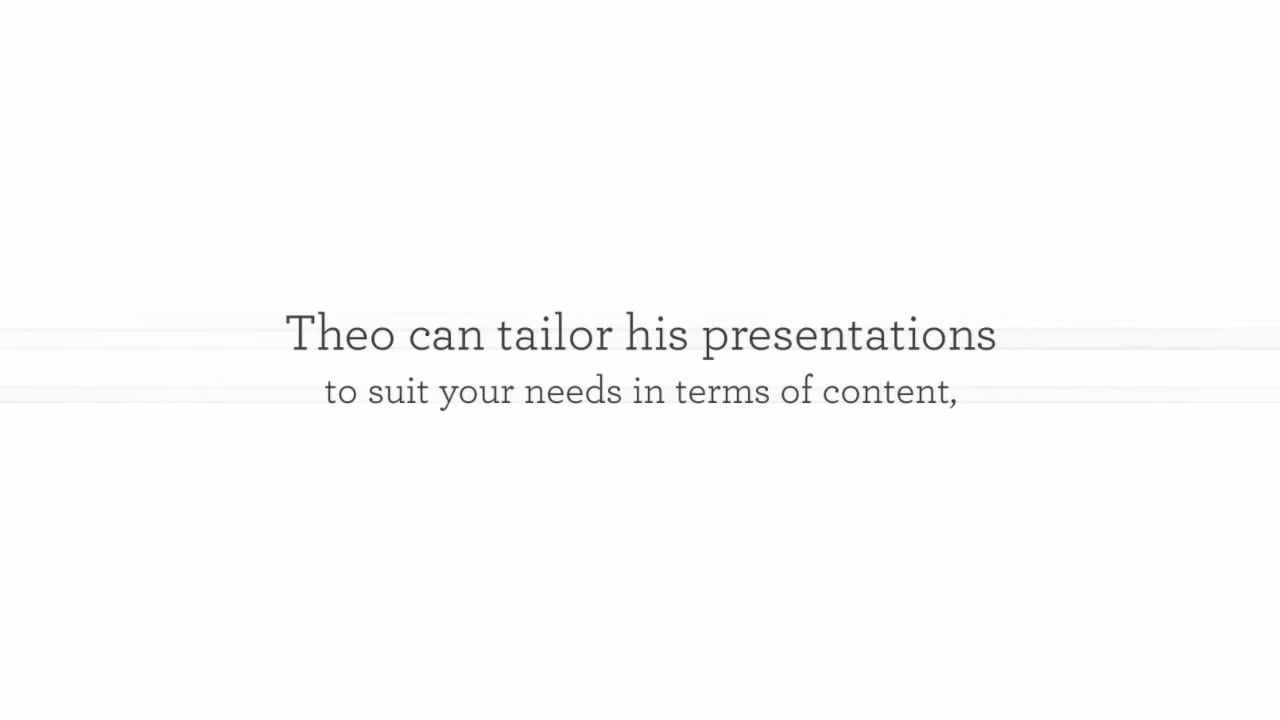 Theo can tailor his presentations
to suit your needs in terms of content,